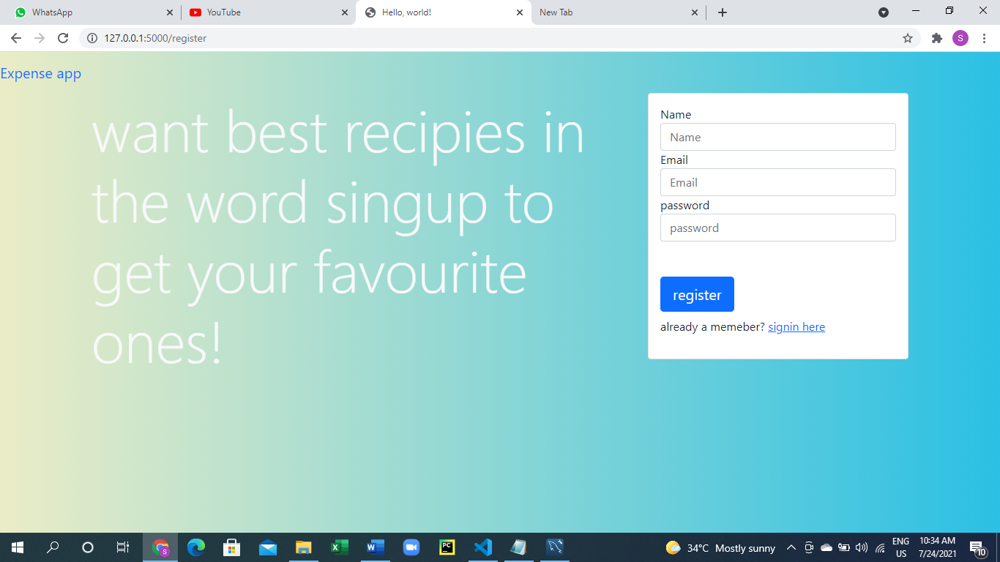 WhatsApp
YouTube
Hello, world!
New Tab
127.0.0.1:5000/register
S
Expense app
want best recipies in
the word singup to
get your favourite
ones!
Name
Name
Email
Email
password
password
register
already a memeber? signin here
S
PC
34°C Mostly sunny
ENG
US
10:34 AM
7/24/2021
10